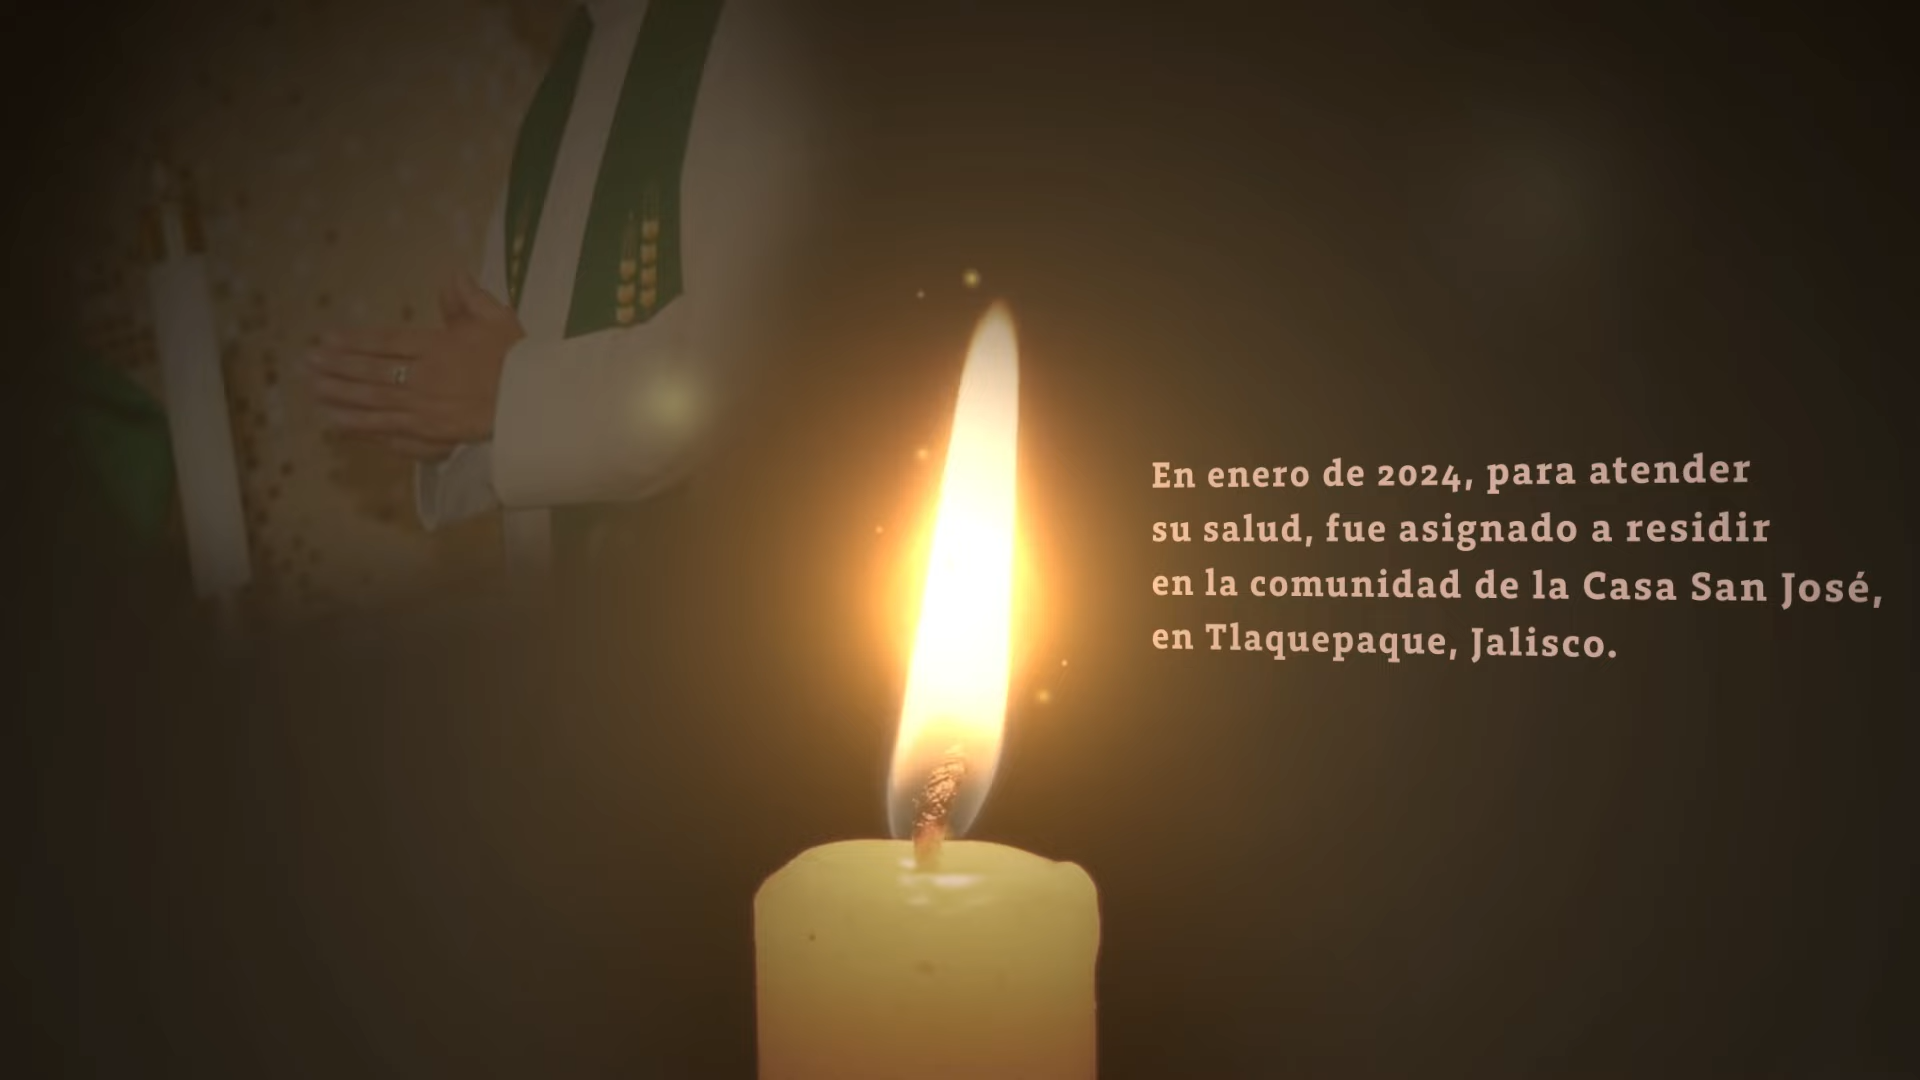 En enero de 2024, para atender
su salud, fue asignado a residir
en la comunidad de la Casa San José,
en Tlaquepaque, Jalisco.